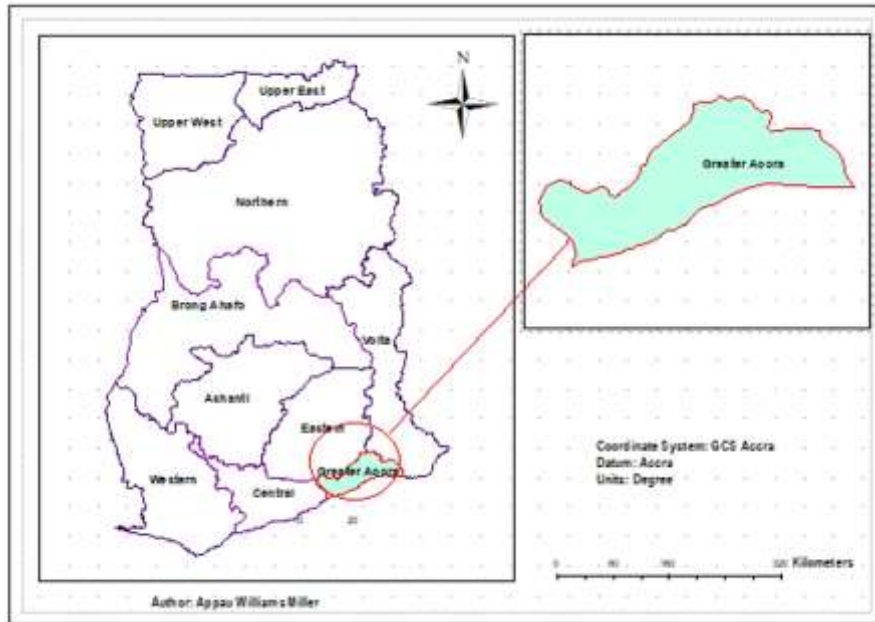 N
Upper East
Upper West
Northern
Brong Ahafo
Volta
Ashanti
Eastern
Greater Accra
Western
Central
Greater Accra
Coordinate System: GCS Accra
Datum: Accra
Units: Degree
Kilometers
Author: Appau Williams Miller